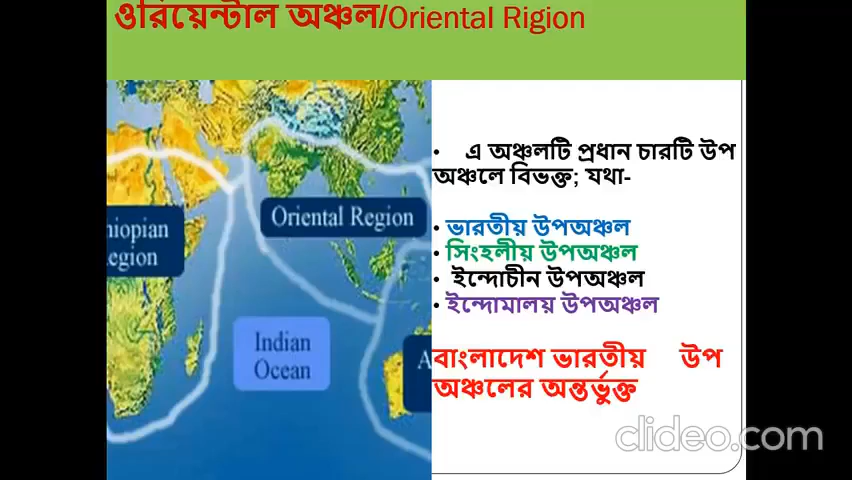 ওরিয়েন্টাল অঞ্চল/Oriental Rigion
• এ অঞ্চলটি প্রধান চারটি উপ
অঞ্চলে বিভক্ত; যথা-
• ভারতীয় উপঅঞ্চল
• সিংহলীয় উপঅঞ্চল
• ইন্দোচীন উপঅঞ্চল
• ইন্দোমালয় উপঅঞ্চল
বাংলাদেশ ভারতীয় উপ
অঞ্চলের অন্তর্ভুক্ত
hiopian
egion
Oriental Region
Indian
Ocean
A
clideo.com